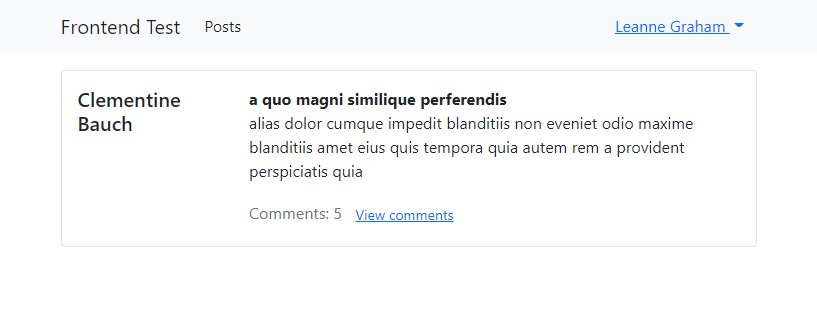 Frontend Test
Posts
Leanne Graham
Clementine
Bauch
a quo magni similique perferendis
alias dolor cumque impedit blanditiis non eveniet odio maxime
blanditiis amet eius quis tempora quia autem rem a provident
perspiciatis quia
Comments: 5 View comments